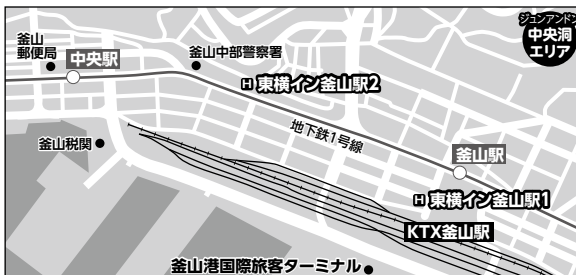 ジュンアンドン
中央洞
エリア
釜山
郵便局
中央駅
釜山中部警察署
H 東横イン釜山駅2
地下鉄1号線
釜山税関
釜山駅
H 東横イン釜山駅1
KTX釜山駅
釜山港国際旅客ターミナル